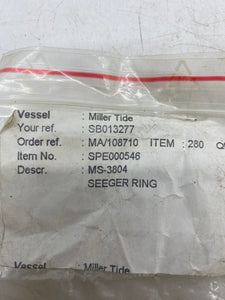 Vessel : Miller Tide
Your ref. : SB013277
Order ref. : MA/108710 ITEM : 280
Item No. : SPE000546
Descr. : MS-3804
SEEGER RING
Vessel : Miller Tide